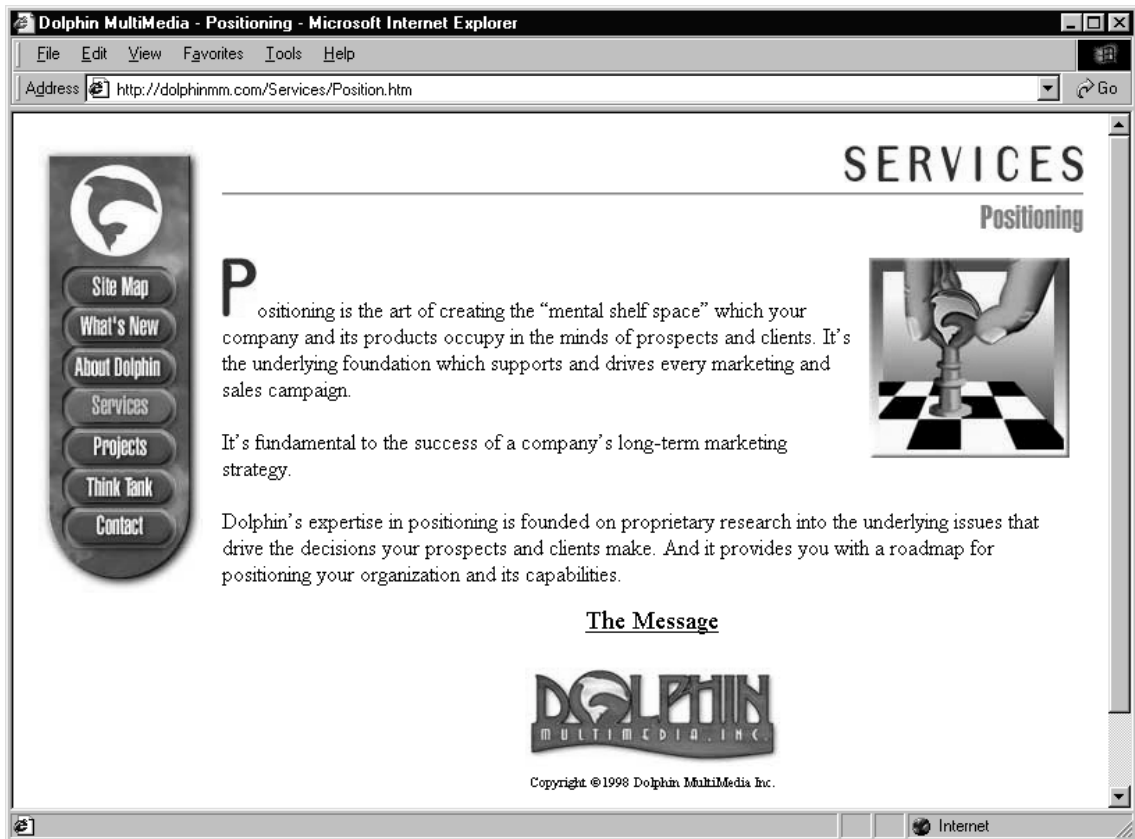 Dolphin MultiMedia - Positioning - Microsoft Internet Explorer
File Edit View Favorites Tools Help
Address http://dolphinmm.com/Services/Position.htm Go
SERVICES
Positioning
Site Map
What's New
About Dolphin
Services
Projects
Think Tank
Contact
Positioning is the art of creating the “mental shelf space” which your
company and its products occupy in the minds of prospects and clients. It’s
the underlying foundation which supports and drives every marketing and
sales campaign.
It’s fundamental to the success of a company’s long-term marketing
strategy.
Dolphin’s expertise in positioning is founded on proprietary research into the underlying issues that
drive the decisions your prospects and clients make. And it provides you with a roadmap for
positioning your organization and its capabilities.
The Message
DOLPHIN
MULTIMEDIA, INC.
Copyright ©1998 Dolphin MultiMedia Inc.
Internet